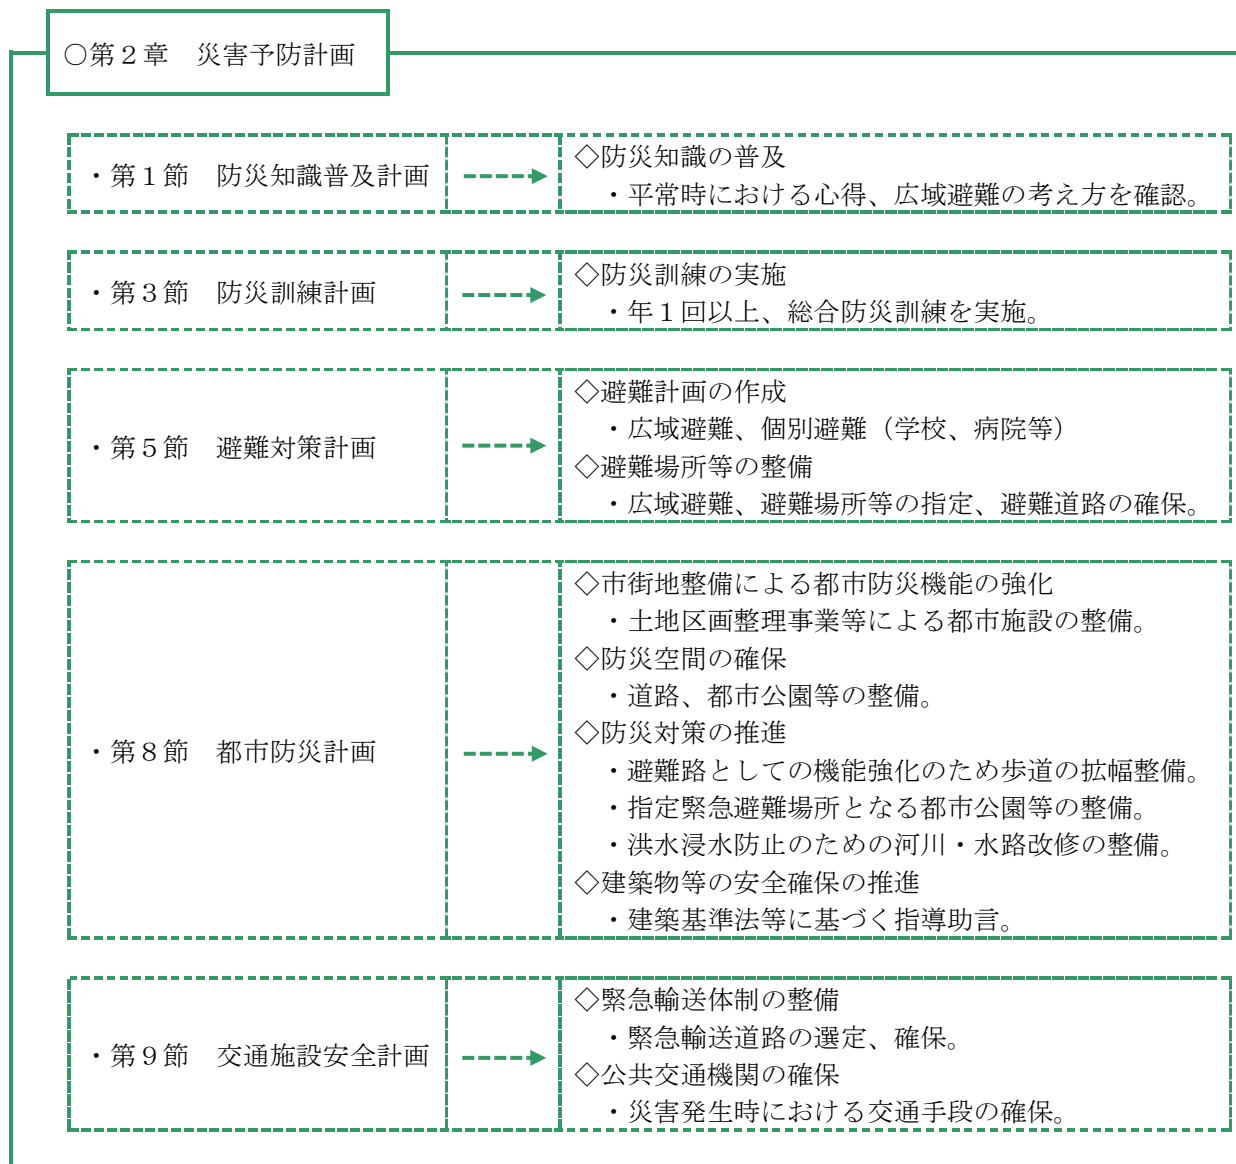 ○第２章　災害予防計画
・第１節　防災知識普及計画
◇防災知識の普及
・平常時における心得、広域避難の考え方を確認。
・第３節　防災訓練計画
◇防災訓練の実施
・年１回以上、総合防災訓練を実施。
・第５節　避難対策計画
◇避難計画の作成
・広域避難、個別避難（学校、病院等）
◇避難場所等の整備
・広域避難、避難場所等の指定、避難道路の確保。
・第８節　都市防災計画
◇市街地整備による都市防災機能の強化
・土地区画整理事業等による都市施設の整備。
◇防災空間の確保
・道路、都市公園等の整備。
◇防災対策の推進
・避難路としての機能強化のため歩道の拡幅整備。
・指定緊急避難場所となる都市公園等の整備。
・洪水浸水防止のための河川・水路改修の整備。
◇建築物等の安全確保の推進
・建築基準法等に基づく指導助言。
・第９節　交通施設安全計画
◇緊急輸送体制の整備
・緊急輸送道路の選定、確保。
◇公共交通機関の確保
・災害発生時における交通手段の確保。